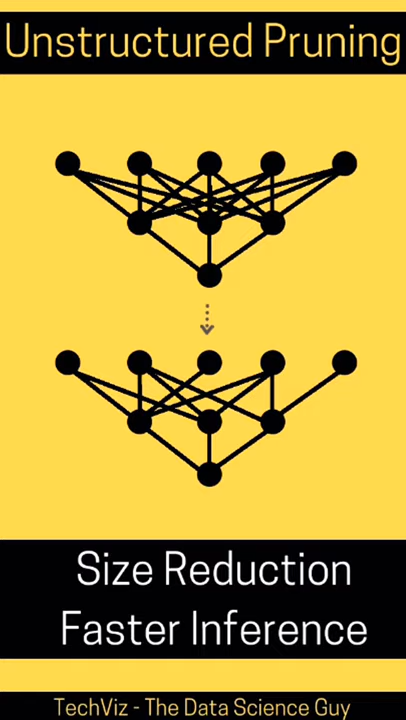 Unstructured Pruning
Size Reduction
Faster Inference
TechViz - The Data Science Guy